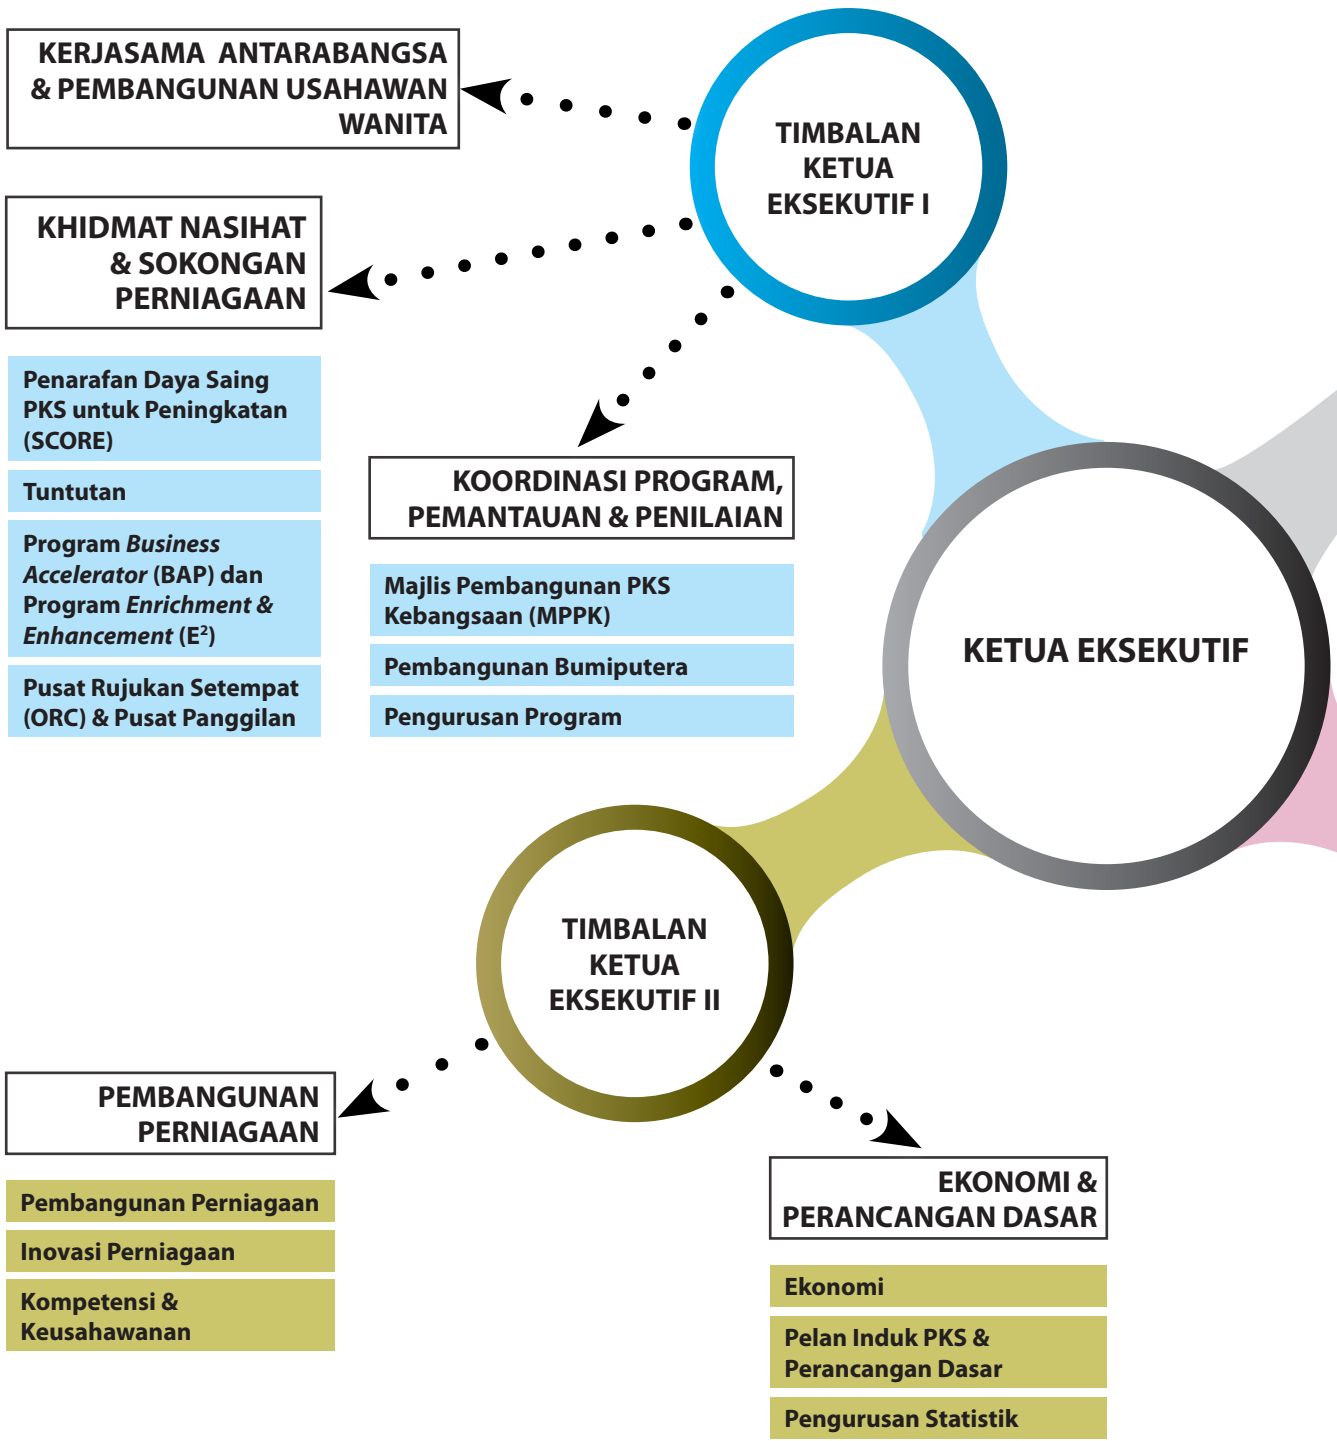 KERJASAMA ANTARABANGSA
& PEMBANGUNAN USAHAWAN
WANITA
TIMBALAN
KETUA
EKSEKUTIF I
KHIDMAT NASIHAT
& SOKONGAN
PERNIAGAAN
Penarafan Daya Saing
PKS untuk Peningkatan
(SCORE)
Tuntutan
Program Business
Accelerator (BAP) dan
Program Enrichment &
Enhancement (E²)
Pusat Rujukan Setempat
(ORC) & Pusat Panggilan
KOORDINASI PROGRAM,
PEMANTAUAN & PENILAIAN
Majlis Pembangunan PKS
Kebangsaan (MPPK)
Pembangunan Bumiputera
Pengurusan Program
KETUA EKSEKUTIF
TIMBALAN
KETUA
EKSEKUTIF II
PEMBANGUNAN
PERNIAGAAN
Pembangunan Perniagaan
Inovasi Perniagaan
Kompetensi &
Keusahawanan
EKONOMI &
PERANCANGAN DASAR
Ekonomi
Pelan Induk PKS &
Perancangan Dasar
Pengurusan Statistik